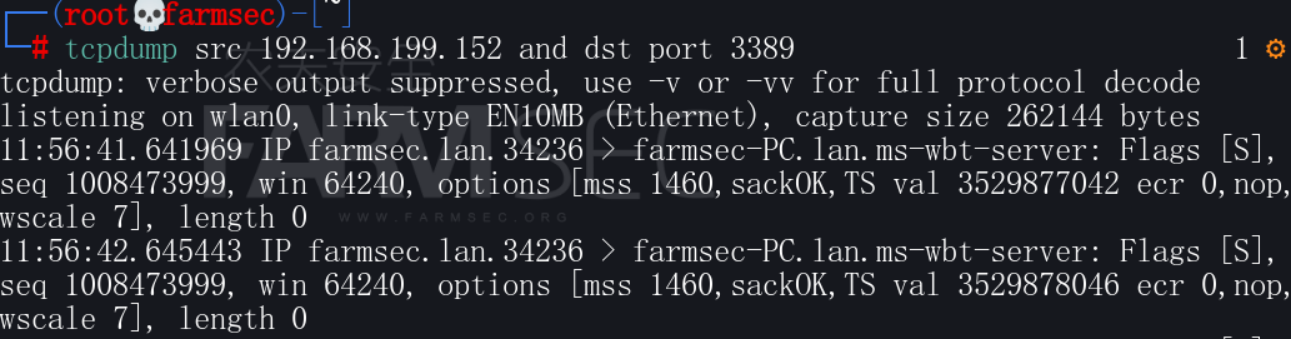 (root💀farmsec)-[~]
# tcpdump src 192.168.199.152 and dst port 3389 1 ⚙
tcpdump: verbose output suppressed, use -v or -vv for full protocol decode
listening on wlan0, link-type EN10MB (Ethernet), capture size 262144 bytes
11:56:41.641969 IP farmsec.lan.34236 > farmsec-PC.lan.ms-wbt-server: Flags [S],
seq 1008473999, win 64240, options [mss 1460,sackOK,TS val 3529877042 ecr 0,nop,
wscale 7], length 0
11:56:42.645443 IP farmsec.lan.34236 > farmsec-PC.lan.ms-wbt-server: Flags [S],
seq 1008473999, win 64240, options [mss 1460,sackOK,TS val 3529878046 ecr 0,nop,
wscale 7], length 0
农夫安全
FARMSEC
WWW.FARMSEC.ORG